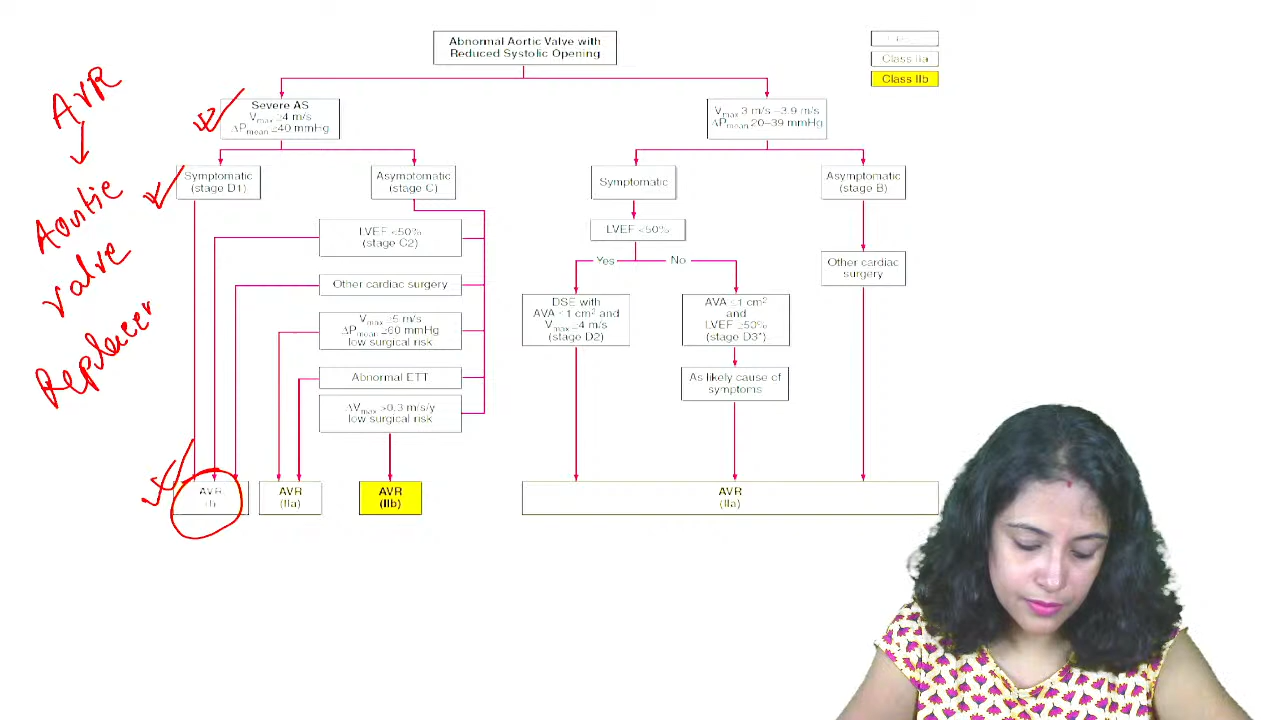 Abnormal Aortic Valve with
Reduced Systolic Opening
Class IIa
Class IIb
AVR
Aortic
valve
Severe AS
Vmax ≥4 m/s
ΔPmean ≥40 mmHg
Vmax 3 m/s –3.9 m/s
ΔPmean 20–39 mmHg
Symptomatic
(stage D1)
Asymptomatic
(stage C)
Symptomatic
Asymptomatic
(stage B)
LVEF <50%
(stage C2)
LVEF <50%
Yes
No
Other cardiac surgery
Other cardiac
surgery
Vmax ≥5 m/s
ΔPmean ≥60 mmHg
low surgical risk
DSE with
AVA ≤1 cm² and
Vmax ≥4 m/s
(stage D2)
AVA ≤1 cm²
and
LVEF ≥50%
(stage D3*)
Abnormal ETT
As likely cause of
symptoms
ΔVmax >0.3 m/s/y
low surgical risk
AVR
(I)
AVR
(IIa)
AVR
(IIb)
AVR
(IIa)